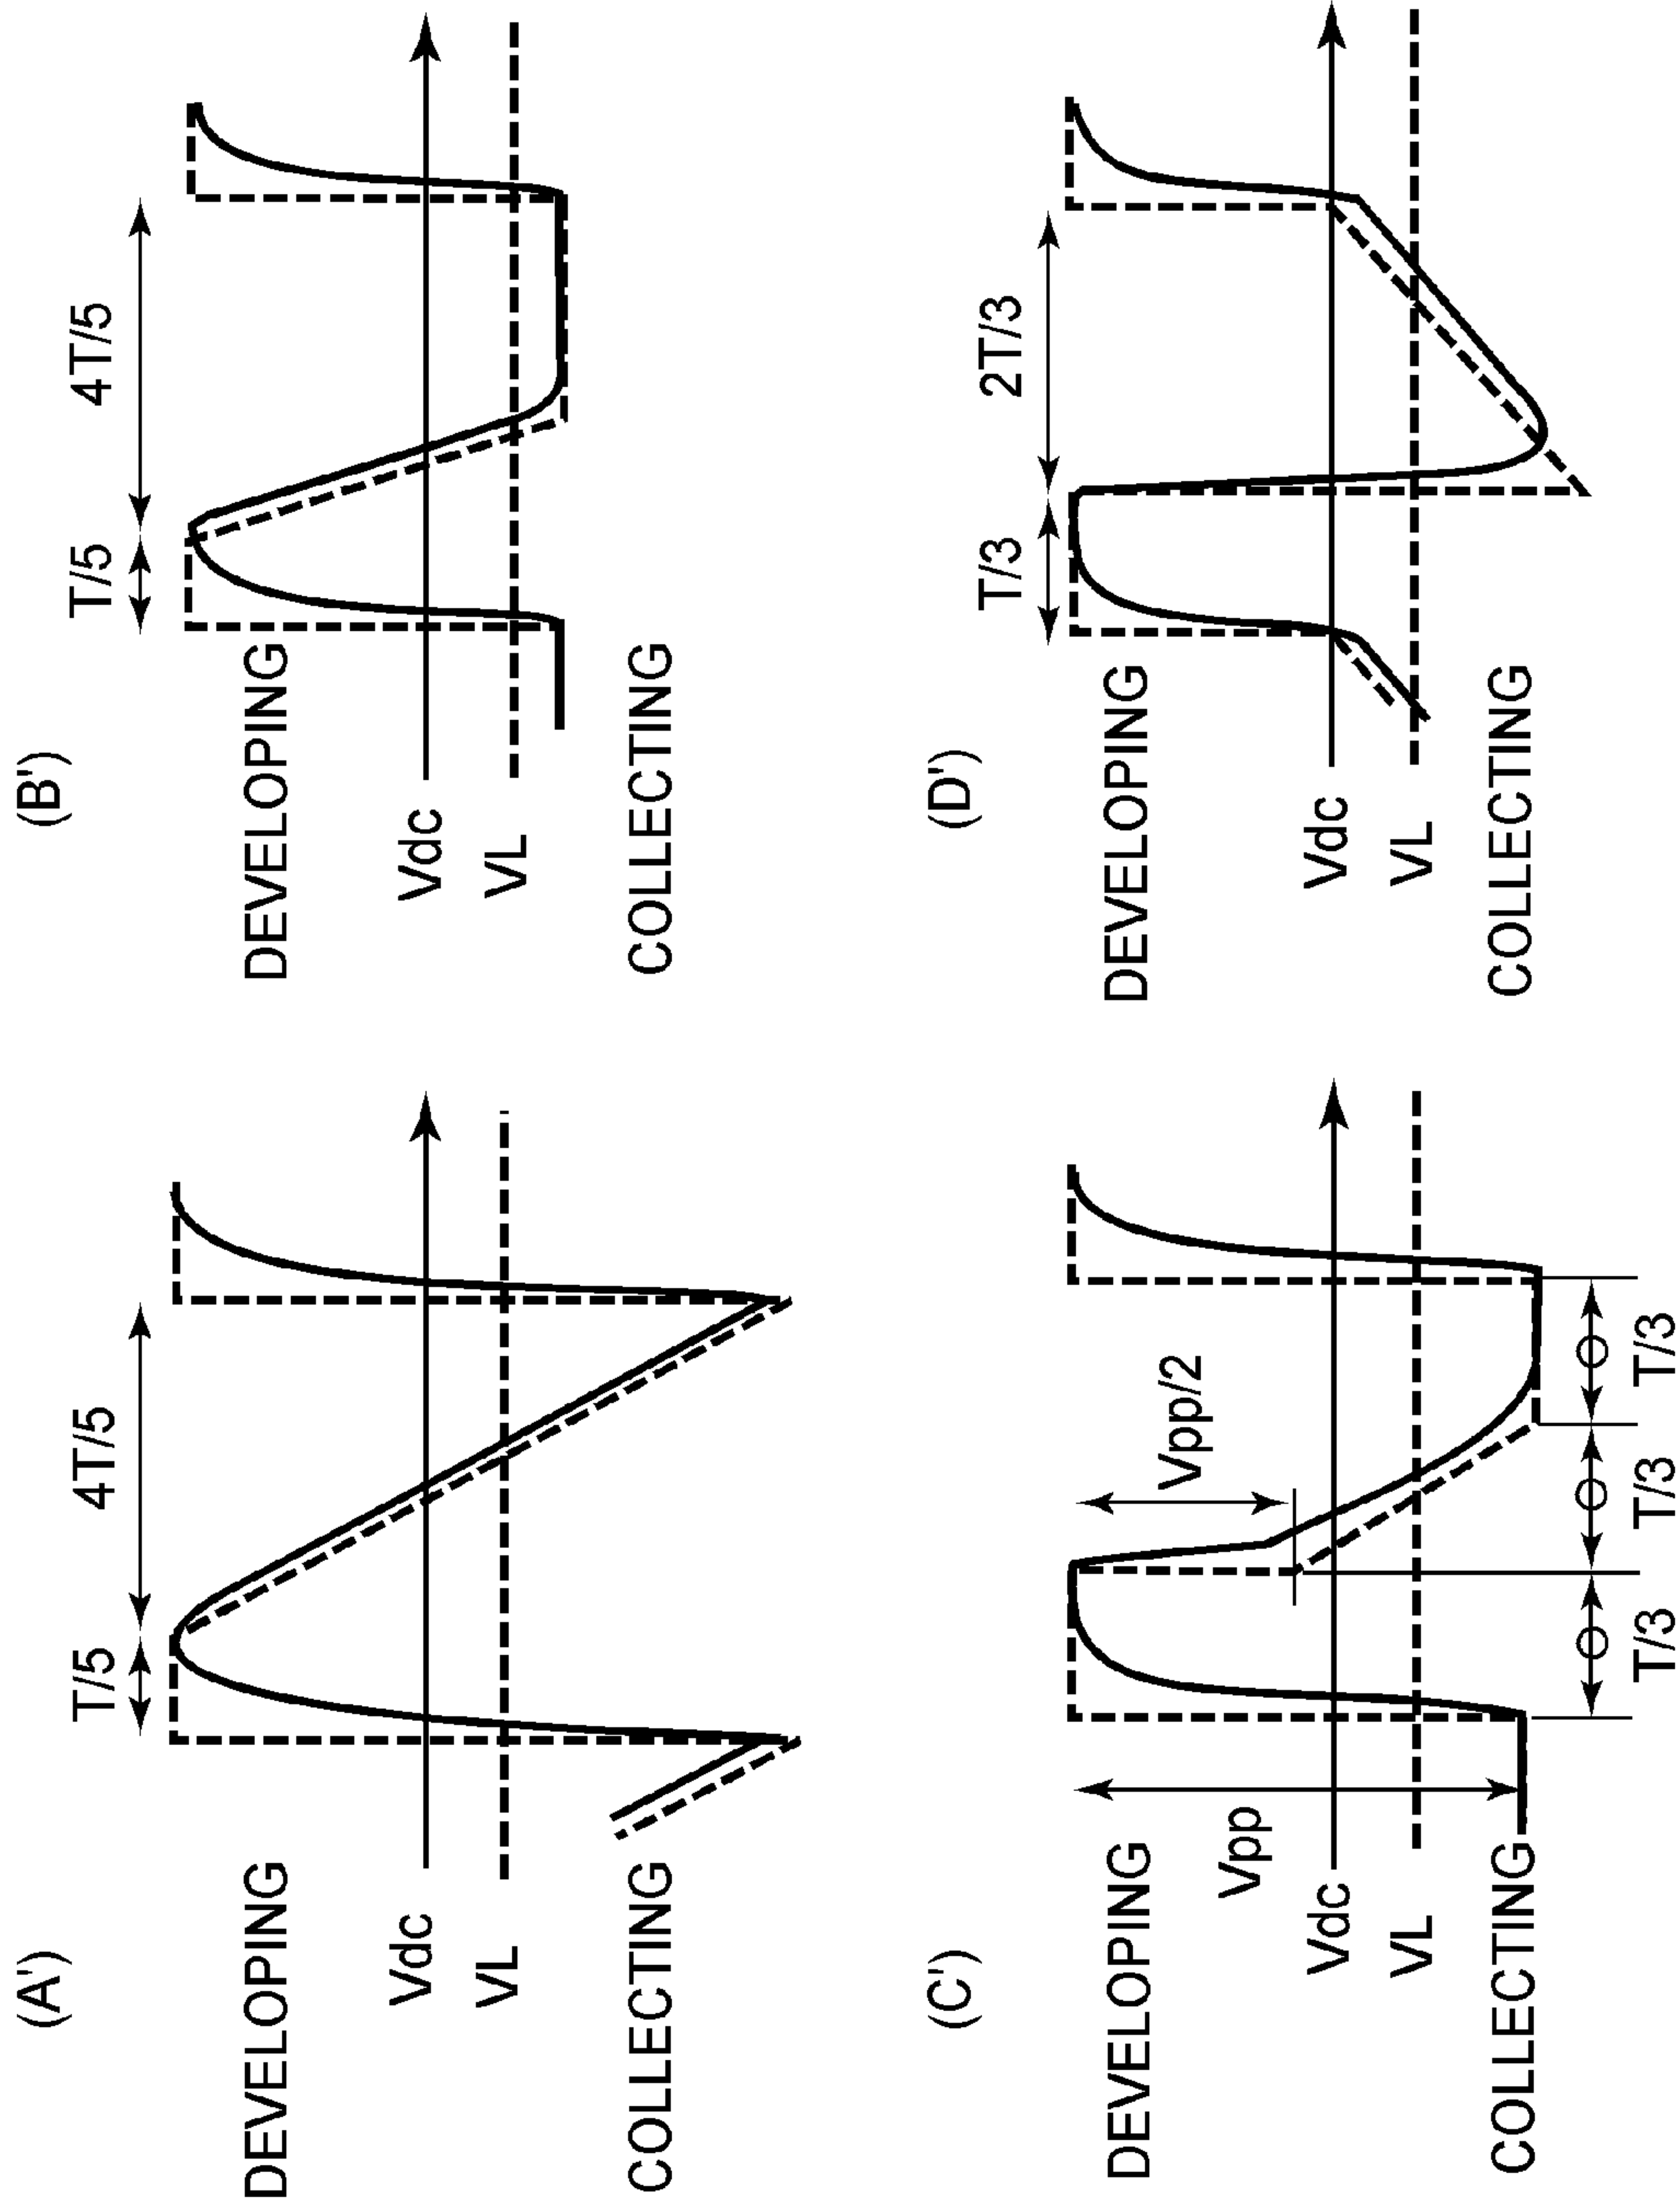 (A')
T/5
4T/5
DEVELOPING
Vdc
VL
COLLECTING
(B')
T/5
4T/5
DEVELOPING
Vdc
VL
COLLECTING
(C')
DEVELOPING
Vpp/2
Vpp
Vdc
VL
COLLECTING
T/3
T/3
T/3
(D')
T/3
2T/3
DEVELOPING
Vdc
VL
COLLECTING